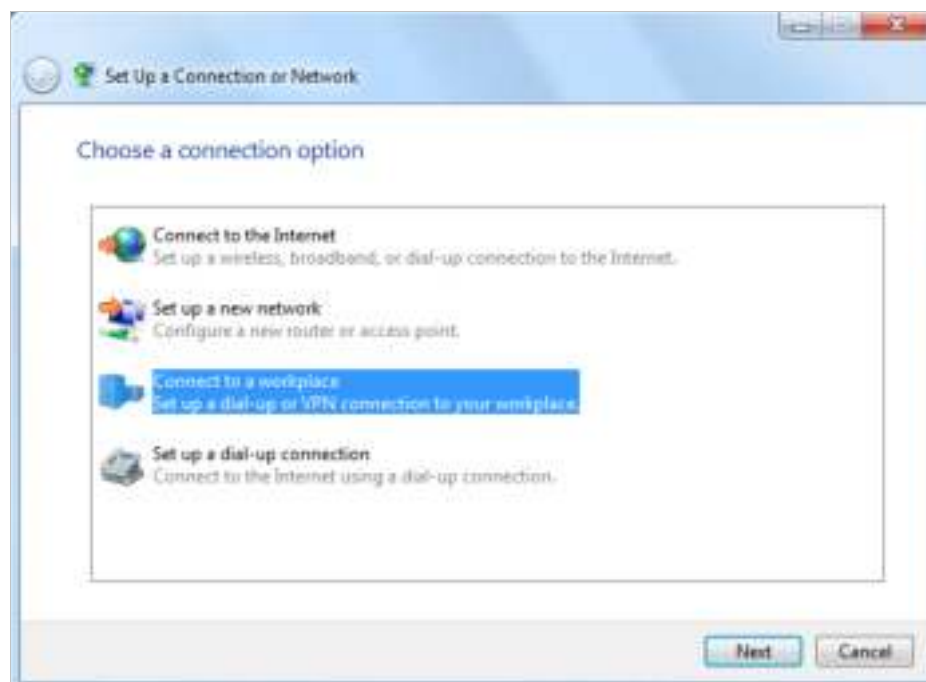 Set Up a Connection or Network
Choose a connection option
Connect to the Internet
Set up a wireless, broadband, or dial-up connection to the Internet.
Set up a new network
Configure a new router or access point.
Connect to a workplace
Set up a dial-up or VPN connection to your workplace.
Set up a dial-up connection
Connect to the Internet using a dial-up connection.
Next Cancel